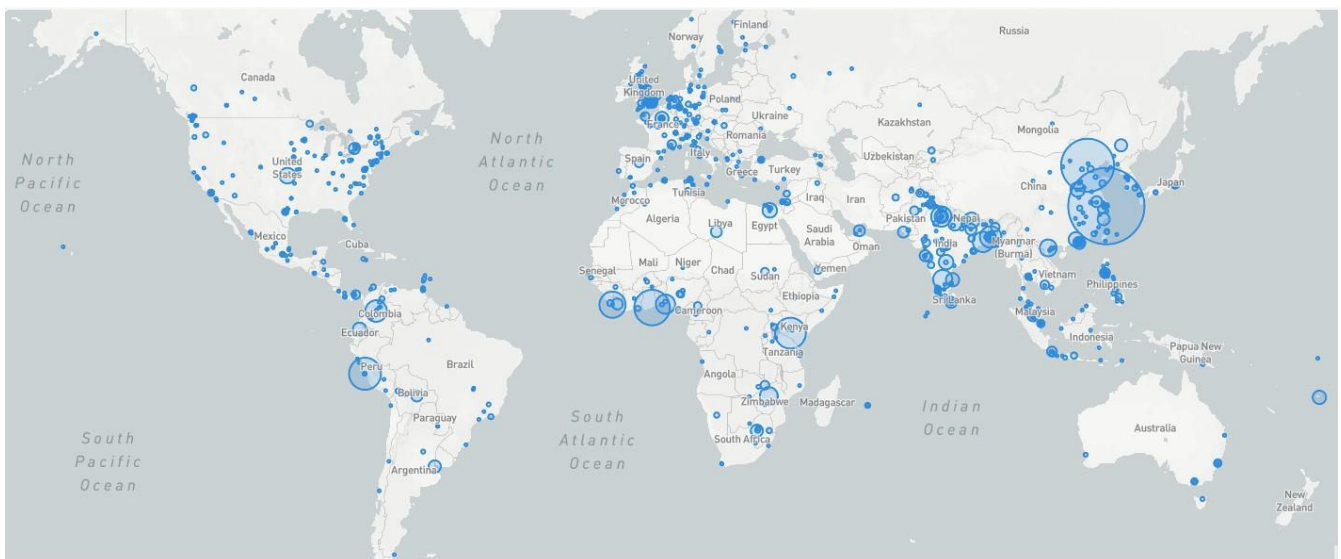 Finland
Norway
Russia
Canada
United
Kingdom
Poland
Ukraine
France
Kazakhstan
Mongolia
Romania
North
Atlantic
Ocean
North
Pacific
Ocean
United
States
Spain
Italy
Greece
Turkey
Uzbekistan
China
Japan
Tunisia
Morocco
Iraq
Iran
Pakistan
Nepal
Algeria
Libya
Egypt
Saudi
Arabia
Oman
India
Myanmar
(Burma)
Mexico
Cuba
Senegal
Mali
Niger
Chad
Sudan
Yemen
Vietnam
Philippines
Ethiopia
Sri Lanka
Cameroon
Colombia
Ecuador
Malaysia
Kenya
Indonesia
Tanzania
Papua New
Guinea
Peru
Brazil
Angola
Bolivia
Zimbabwe
Madagascar
Indian
Ocean
Paraguay
South
Atlantic
Ocean
South
Pacific
Ocean
South Africa
Australia
Argentina
New
Zealand